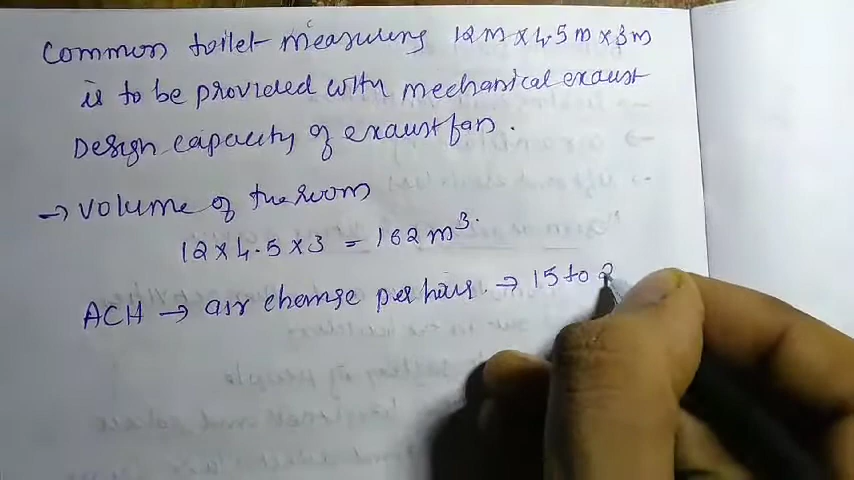 Common toilet measuring 12m x 4.5m x 3m
is to be provided with mechanical exaust
Design capacity of exaust fan.
→ volume of the room
12 x 4.5 x 3 = 162 m³.
ACH → air change per hour. → 15 to 2